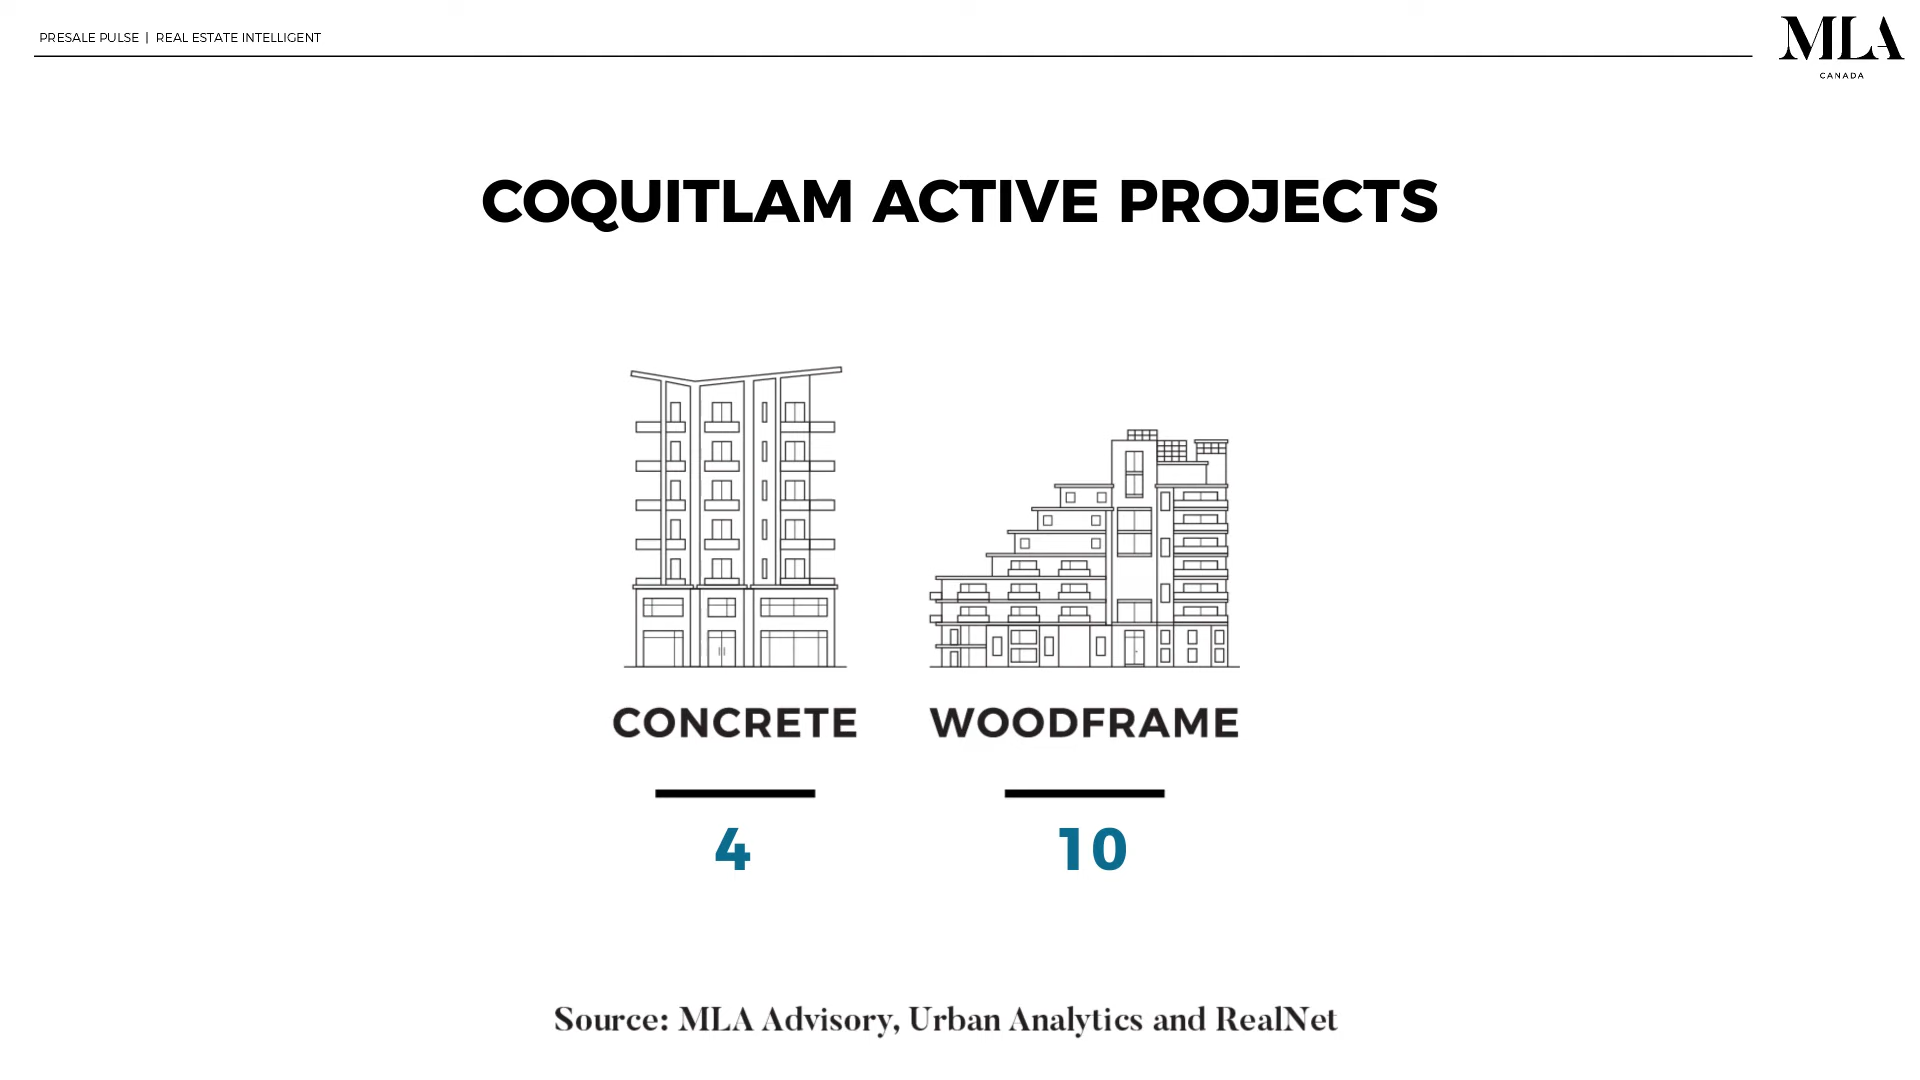 PRESALE PULSE | REAL ESTATE INTELLIGENT
MLA
CANADA
COQUITLAM ACTIVE PROJECTS
CONCRETE WOODFRAME
4 10
Source: MLA Advisory, Urban Analytics and RealNet